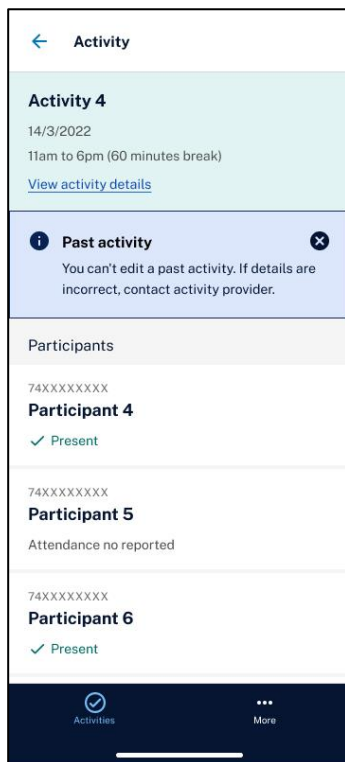 Activity
Activity 4
14/3/2022
11am to 6pm (60 minutes break)
View activity details
Past activity
You can't edit a past activity. If details are
incorrect, contact activity provider.
Participants
74XXXXXXXX
Participant 4
Present
74XXXXXXXX
Participant 5
Attendance no reported
74XXXXXXXX
Participant 6
Present
Activities
More